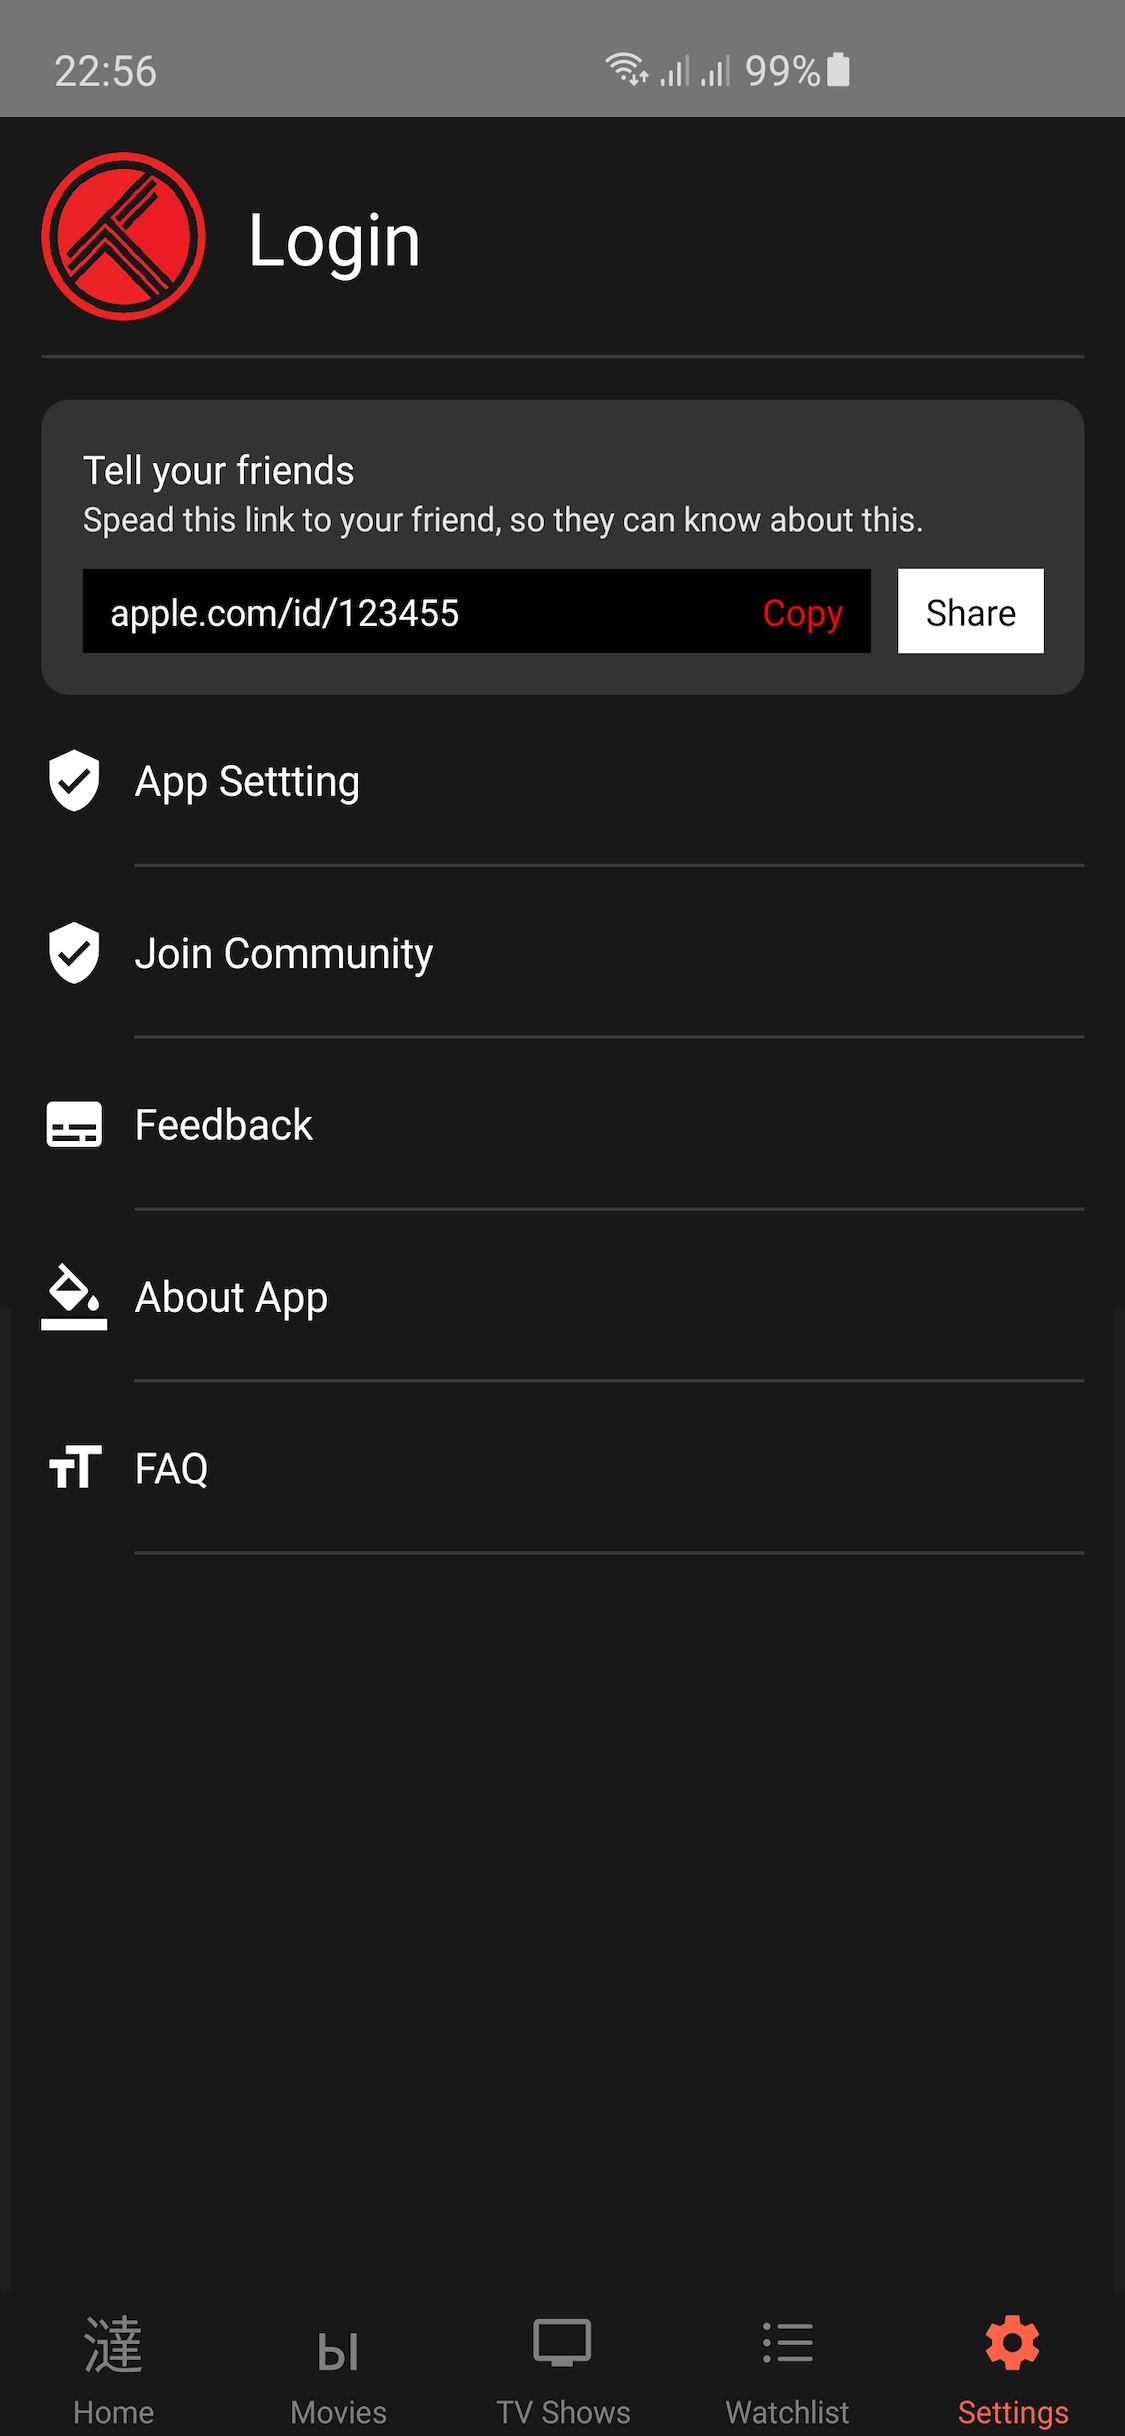 22:56
99%
Login
Tell your friends
Spead this link to your friend, so they can know about this.
apple.com/id/123455
Copy
Share
App Settting
Join Community
Feedback
About App
FAQ
漟
Ы
Home
Movies
TV Shows
Watchlist
Settings